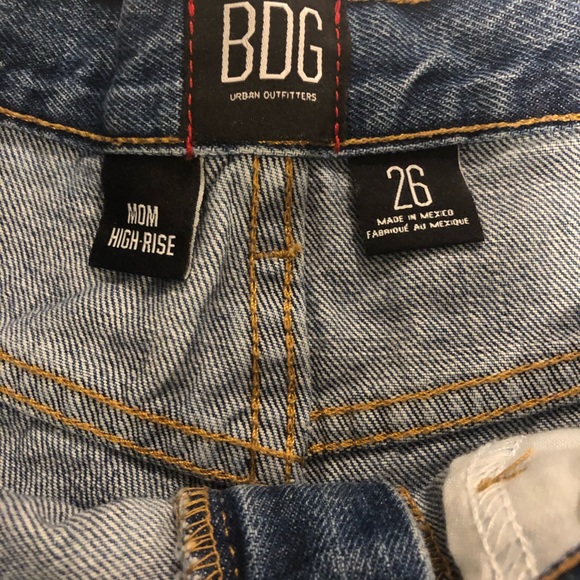 BDG
URBAN OUTFITTERS
MOM
HIGH-RISE
26
MADE IN MEXICO
FABRIQUÉ AU MEXIQUE